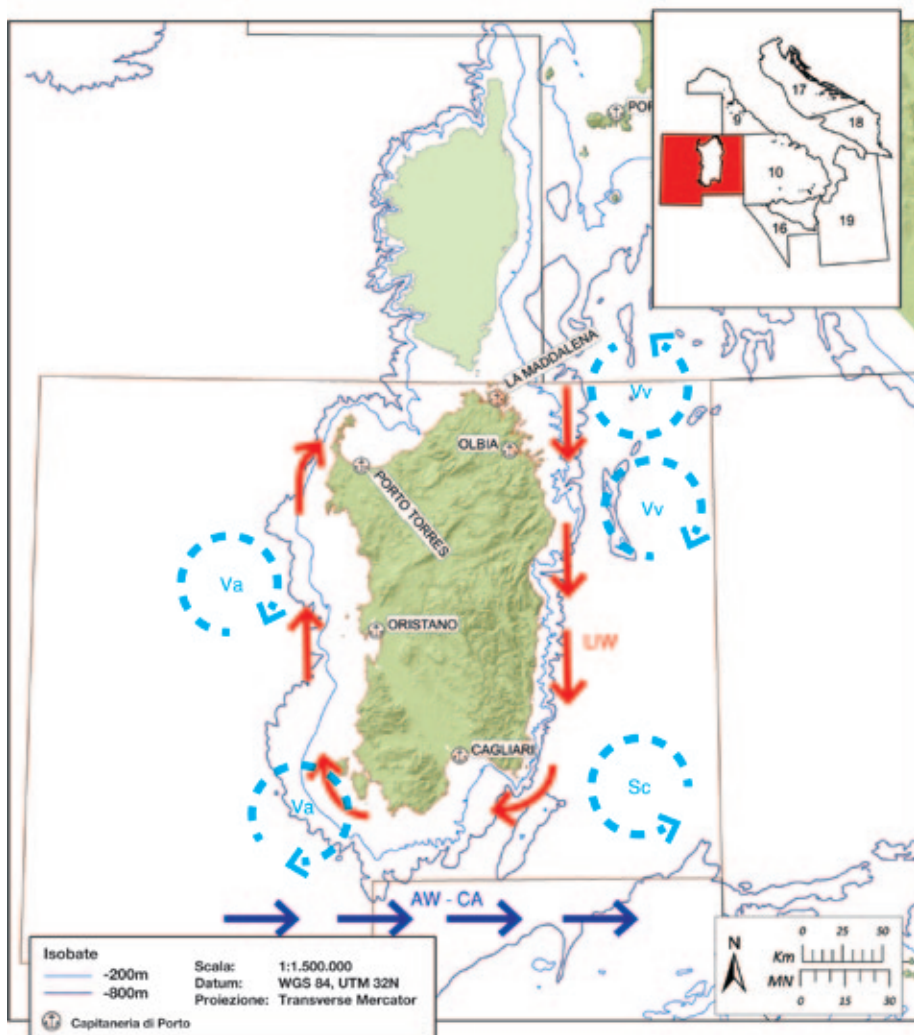 POR
17
9
18
10
16
19
LA MADDALENA
Vv
OLBIA
PORTO TORRES
Vv
Va
ORISTANO
LIW
CAGLIARI
Sc
Va
AW - CA
Isobate
-200m
-800m
Scala: 1:1.500.000
Datum: WGS 84, UTM 32N
Proiezione: Transverse Mercator
Capitaneria di Porto
N
0 25 50
Km
MN
0 15 30